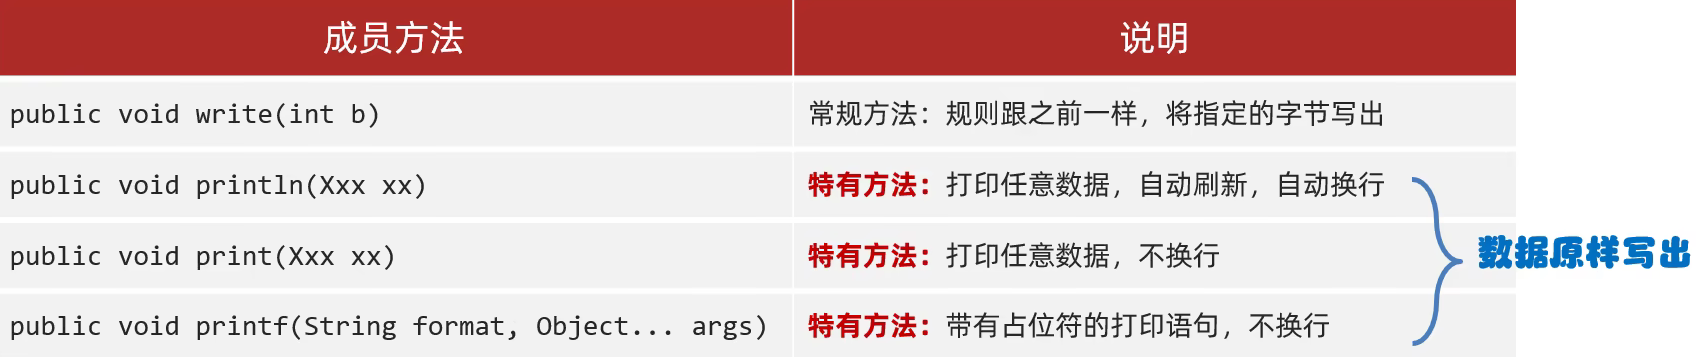 成员方法 说明
public void write(int b) 常规方法：规则跟之前一样，将指定的字节写出
public void println(Xxx xx) 特有方法：打印任意数据，自动刷新，自动换行
public void print(Xxx xx) 特有方法：打印任意数据，不换行
数据原样写出
public void printf(String format, Object... args) 特有方法：带有占位符的打印语句，不换行